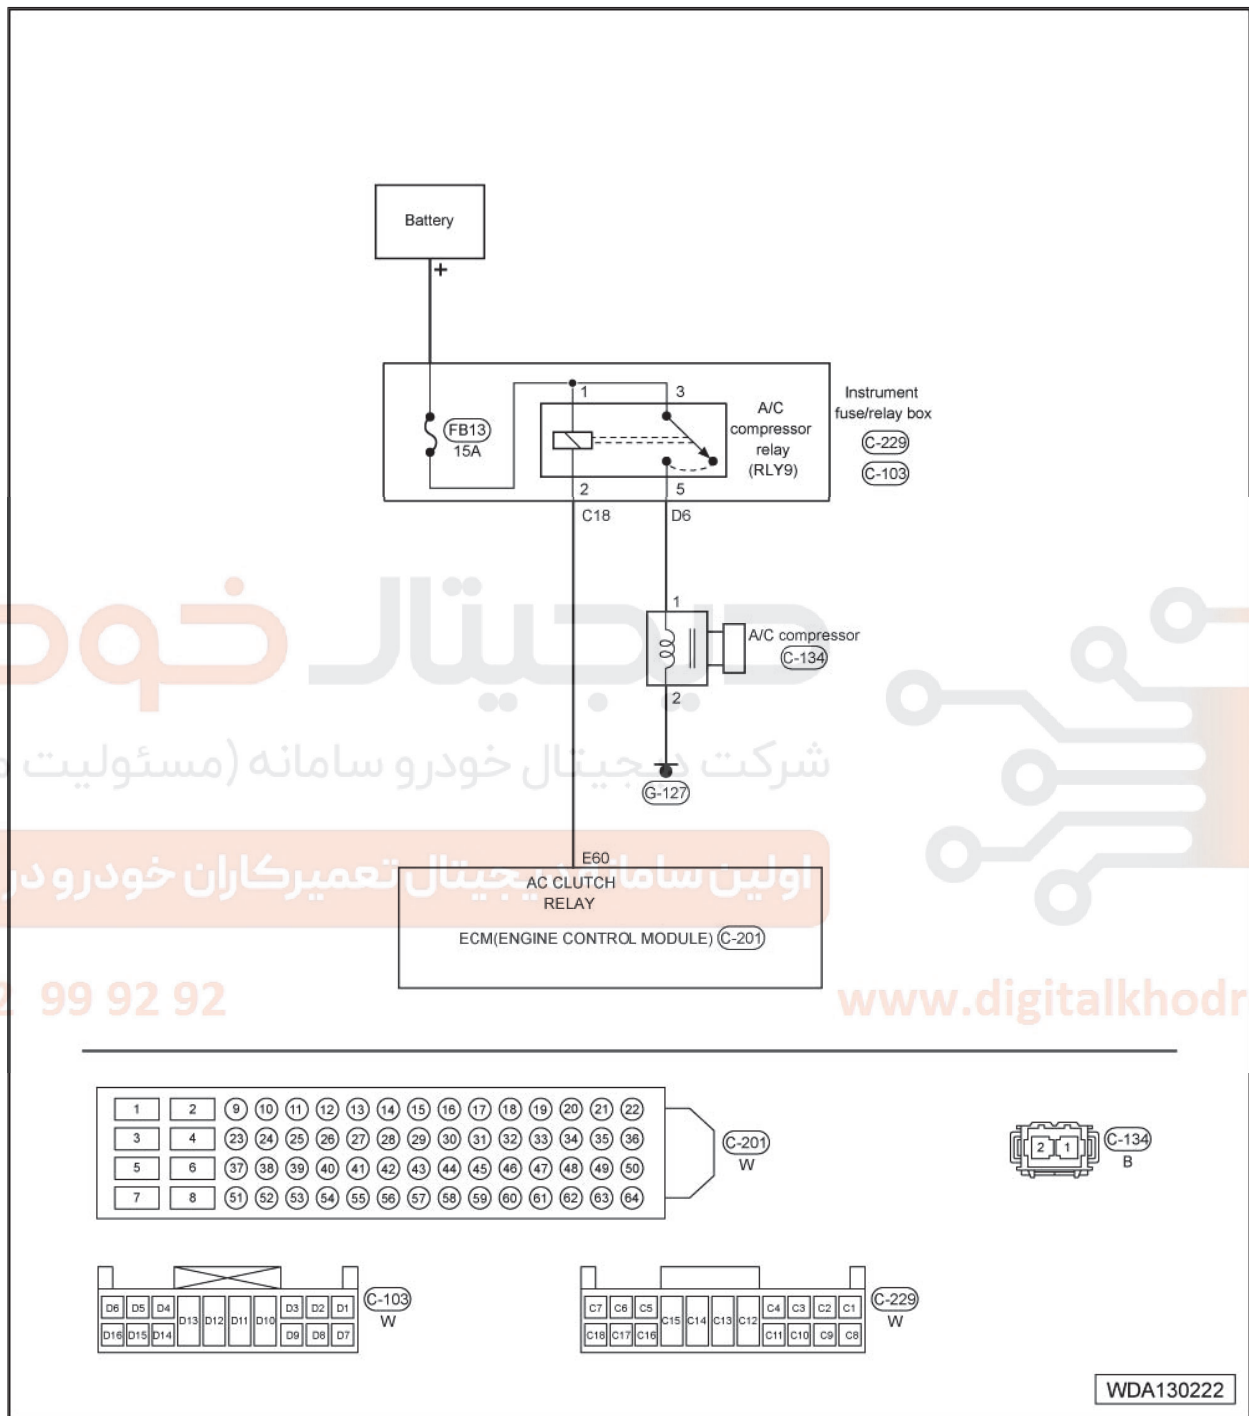 Battery
+
1
3
FB13
15A
A/C
compressor
relay
(RLY9)
Instrument
fuse/relay box
C-229
C-103
2
5
C18
D6
دیجیتال خودر
1
A/C compressor
C-134
2
شرکت دیجیتال خودرو سامانه (مسئولیت م
G-127
E60
اولین سامانه دیجیتال تعمیرکاران خودرو در
AC CLUTCH
RELAY
ECM(ENGINE CONTROL MODULE) C-201
2 99 92 92
www.digitalkhodr
1 2 9 10 11 12 13 14 15 16 17 18 19 20 21 22
3 4 23 24 25 26 27 28 29 30 31 32 33 34 35 36
5 6 37 38 39 40 41 42 43 44 45 46 47 48 49 50
7 8 51 52 53 54 55 56 57 58 59 60 61 62 63 64
C-201
W
2 1
C-134
B
D6 D5 D4 D13 D12 D11 D10 D3 D2 D1
D16 D15 D14 D9 D8 D7
C-103
W
C7 C6 C5 C15 C14 C13 C12 C4 C3 C2 C1
C18 C17 C16 C11 C10 C9 C8
C-229
W
WDA130222